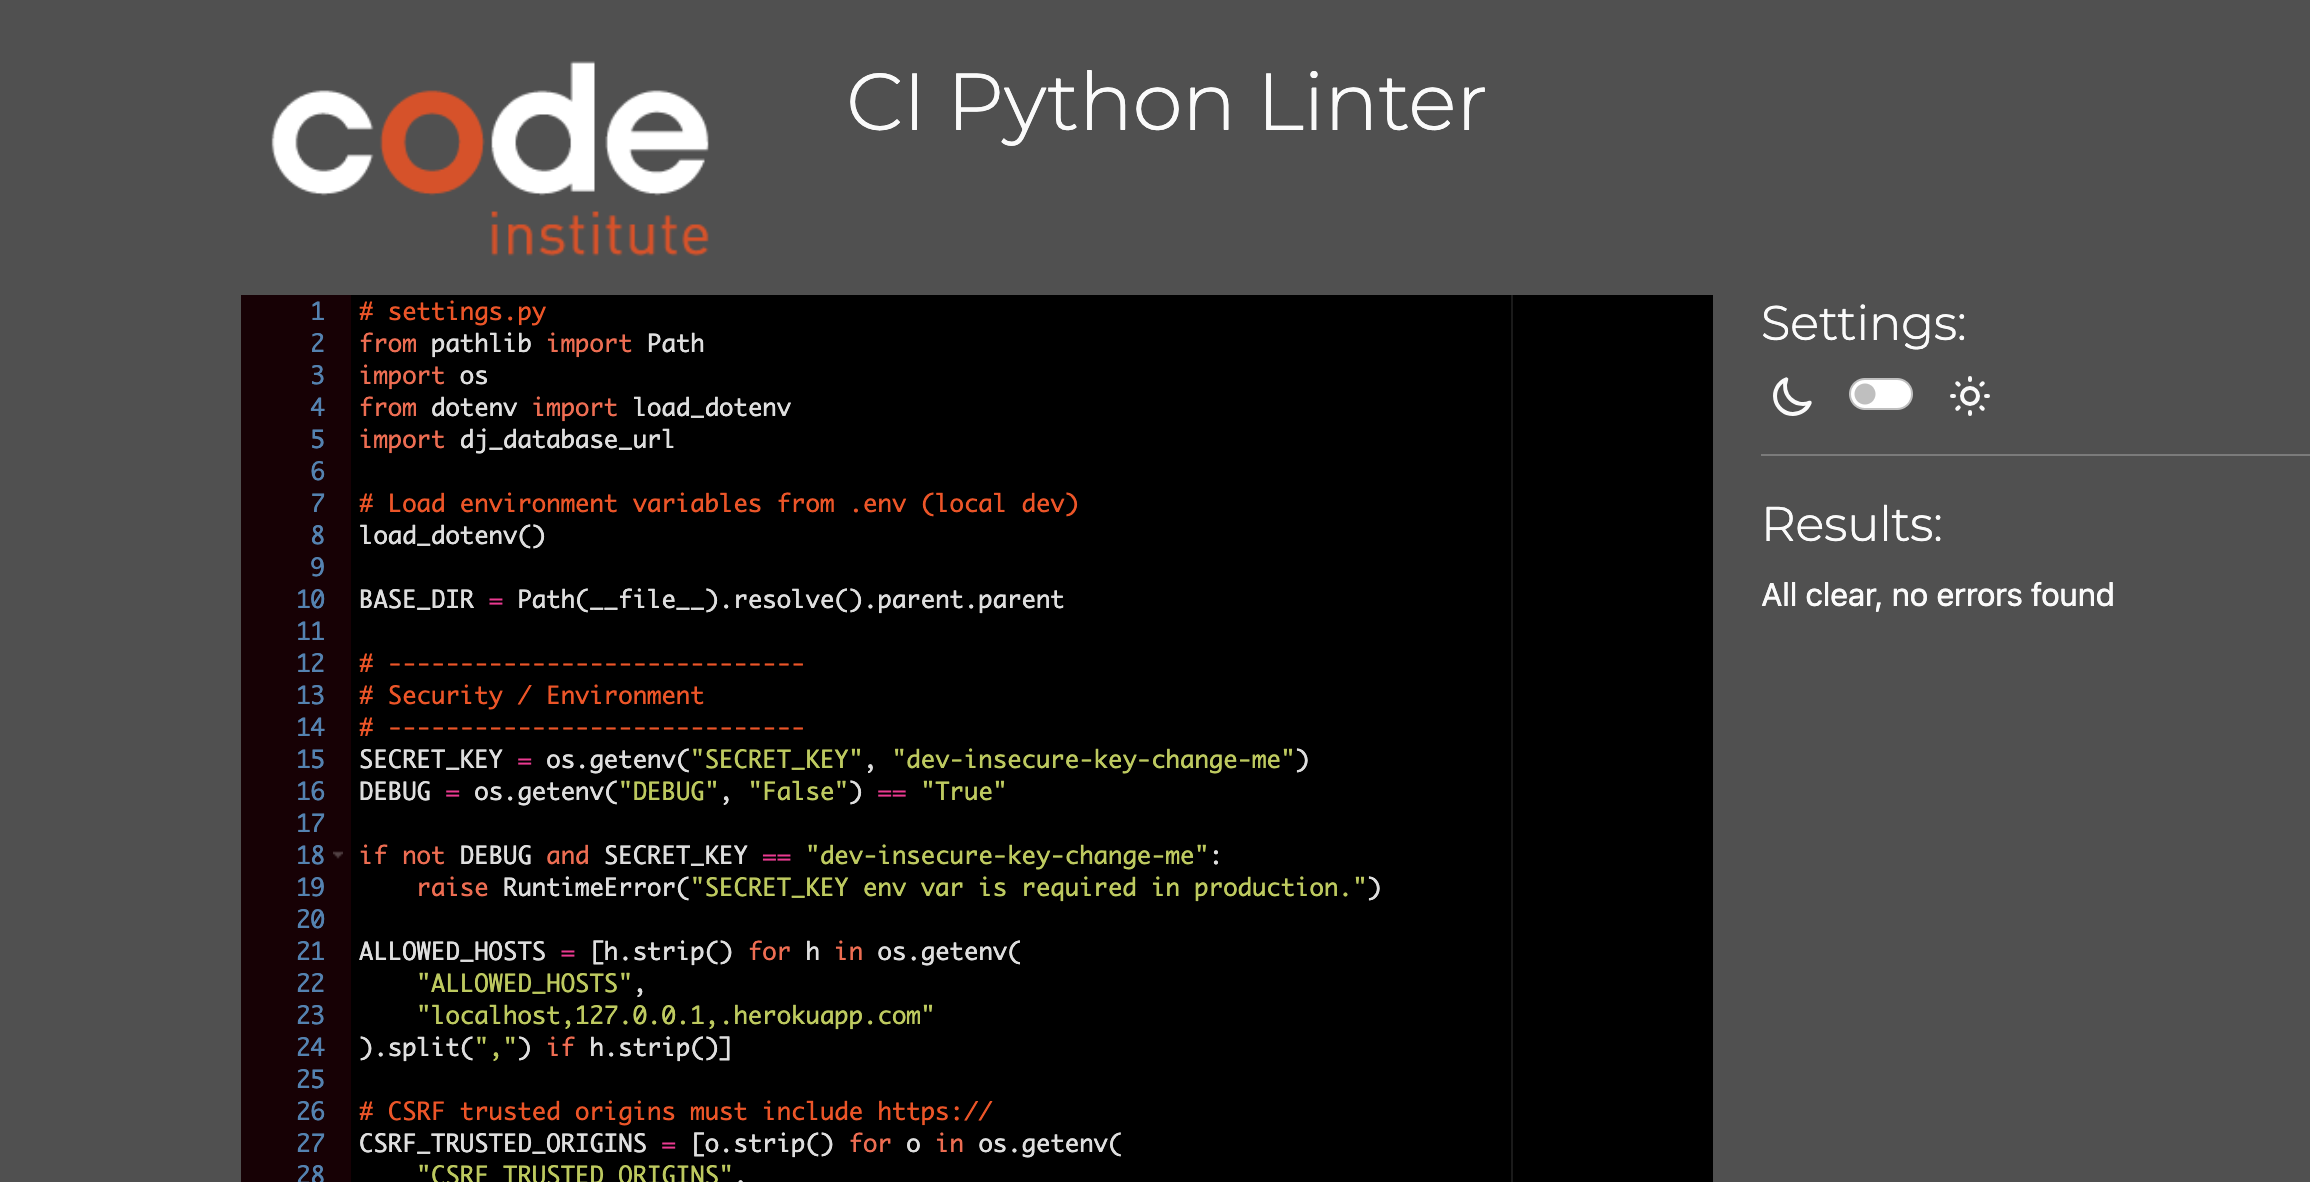 code
institute
CI Python Linter
1 # settings.py
2 from pathlib import Path
3 import os
4 from dotenv import load_dotenv
5 import dj_database_url
6
7 # Load environment variables from .env (local dev)
8 load_dotenv()
9
10 BASE_DIR = Path(__file__).resolve().parent.parent
11
12 # -----------------------------
13 # Security / Environment
14 # -----------------------------
15 SECRET_KEY = os.getenv("SECRET_KEY", "dev-insecure-key-change-me")
16 DEBUG = os.getenv("DEBUG", "False") == "True"
17
18 if not DEBUG and SECRET_KEY == "dev-insecure-key-change-me":
19     raise RuntimeError("SECRET_KEY env var is required in production.")
20
21 ALLOWED_HOSTS = [h.strip() for h in os.getenv(
22     "ALLOWED_HOSTS",
23     "localhost,127.0.0.1,.herokuapp.com"
24 ).split(",") if h.strip()]
25
26 # CSRF trusted origins must include https://
27 CSRF_TRUSTED_ORIGINS = [o.strip() for o in os.getenv(
28     "CSRF_TRUSTED_ORIGINS",
Settings:
Results:
All clear, no errors found